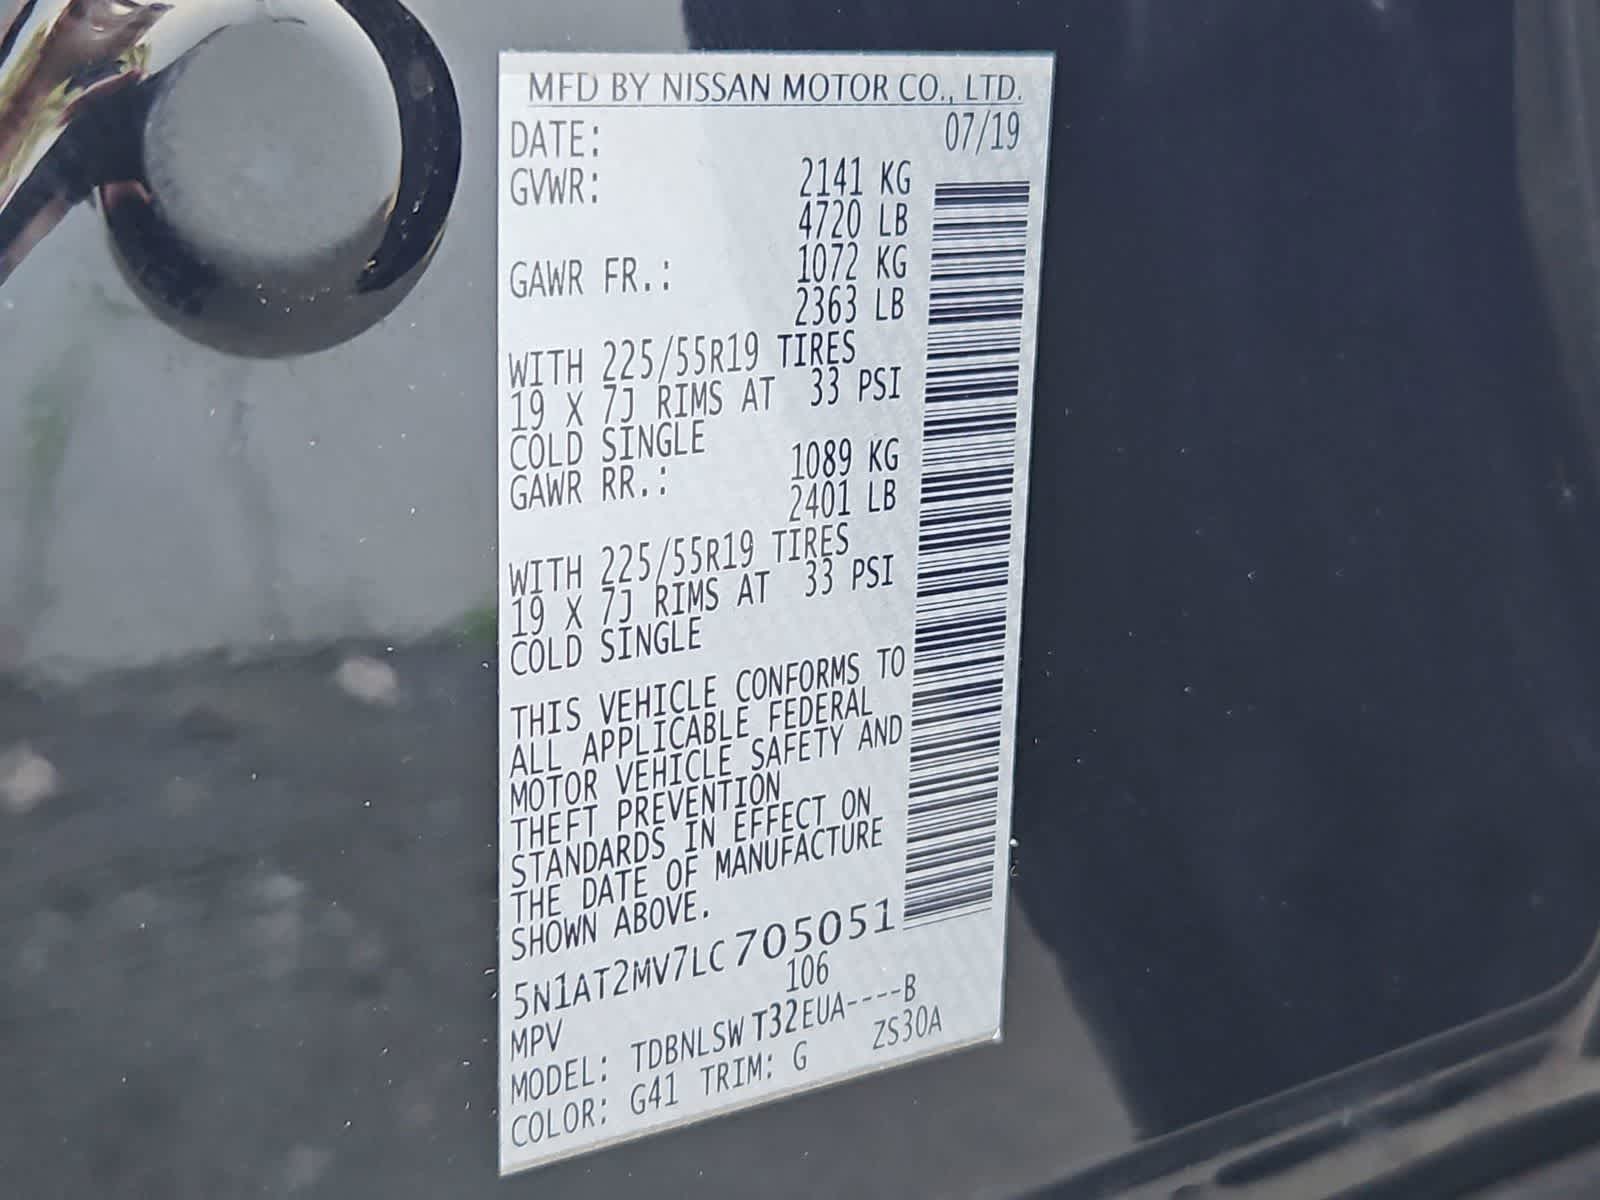 MFD BY NISSAN MOTOR CO., LTD.
DATE: 07/19
GVWR: 2141 KG
4720 LB
GAWR FR.: 1072 KG
2363 LB
WITH 225/55R19 TIRES
19 X 7J RIMS AT 33 PSI
COLD SINGLE
GAWR RR.: 1089 KG
2401 LB
WITH 225/55R19 TIRES
19 X 7J RIMS AT 33 PSI
COLD SINGLE
THIS VEHICLE CONFORMS TO
ALL APPLICABLE FEDERAL
MOTOR VEHICLE SAFETY AND
THEFT PREVENTION
STANDARDS IN EFFECT ON
THE DATE OF MANUFACTURE
SHOWN ABOVE.
5N1AT2MV7LC705051
MPV 106
MODEL: TDBNLSW T32EUA----B
COLOR: G41 TRIM: G ZS30A